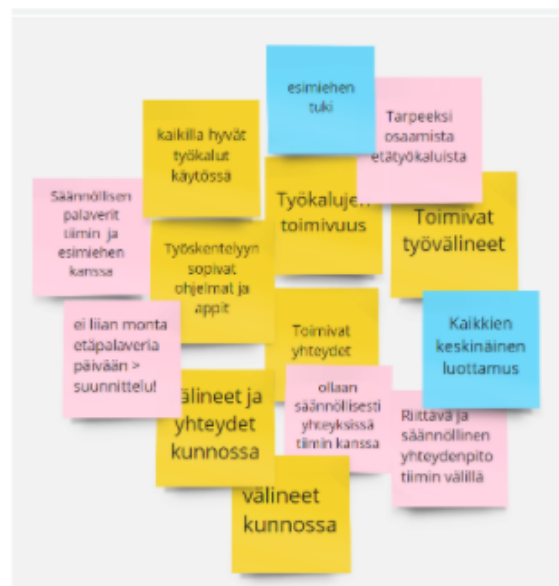 esimiehen
tuki
Tarpeeksi
osaamista
etätyökaluista
kaikilla hyvät
työkalut
käytössä
Työkalujen
toimivuus
Toimivat
työvälineet
Säännöllisen
palaverit
tiimin ja
esimiehen
kanssa
Työskentelyyn
sopivat
ohjelmat ja
appit
ei liian monta
etäpalaveria
päivään >
suunnittelu!
Toimivat
yhteydet
Kaikkien
keskinäinen
luottamus
välineet ja
yhteydet
kunnossa
ollaan
säännöllisesti
yhteyksissä
tiimin kanssa
Riittävä ja
säännöllinen
yhteydenpito
tiimin välillä
välineet
kunnossa